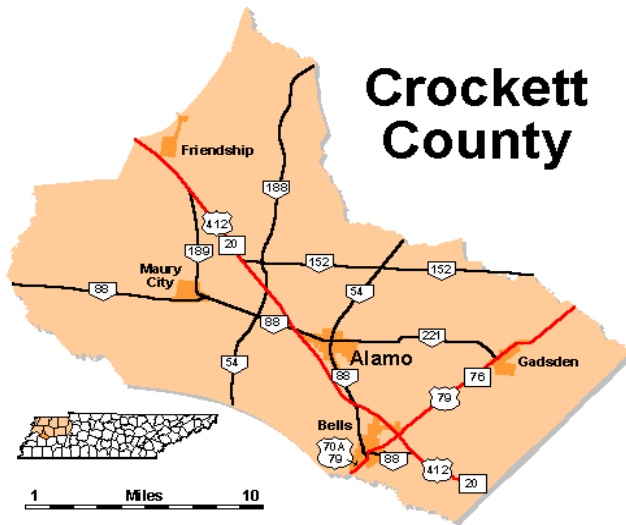 Crockett
County
Friendship
188
412
20
189
152
152
Maury
City
88
54
88
221
Alamo
Gadsden
54
88
76
79
Bells
70A
79
88
412
20
1 Miles 10